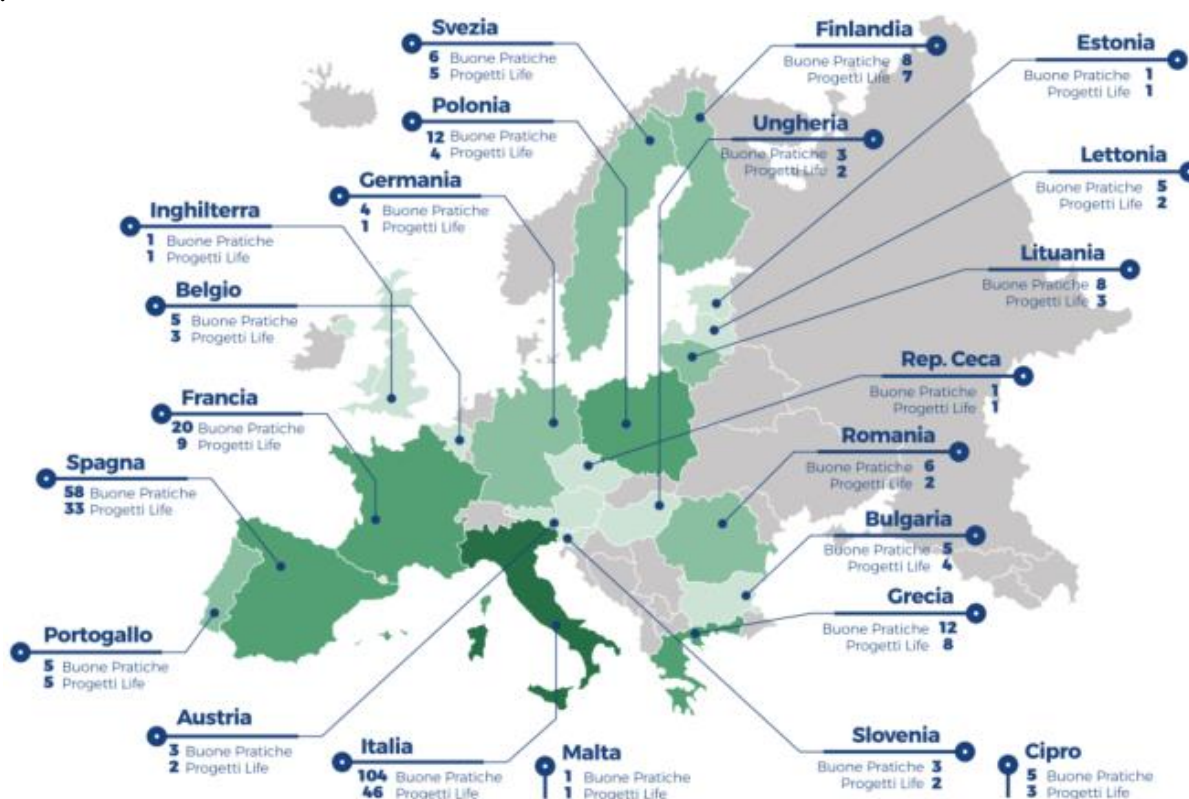 Svezia
6 Buone Pratiche
5 Progetti Life
Finlandia
Buone Pratiche 8
Progetti Life 7
Estonia
Buone Pratiche 1
Progetti Life 1
Polonia
12 Buone Pratiche
4 Progetti Life
Ungheria
Buone Pratiche 3
Progetti Life 2
Lettonia
Buone Pratiche 5
Progetti Life 2
Germania
4 Buone Pratiche
1 Progetti Life
Inghilterra
1 Buone Pratiche
1 Progetti Life
Lituania
Buone Pratiche 8
Progetti Life 3
Belgio
5 Buone Pratiche
3 Progetti Life
Rep. Ceca
Buone Pratiche 1
Progetti Life 1
Francia
20 Buone Pratiche
9 Progetti Life
Romania
Buone Pratiche 6
Progetti Life 2
Spagna
58 Buone Pratiche
33 Progetti Life
Bulgaria
Buone Pratiche 5
Progetti Life 4
Grecia
Buone Pratiche 12
Progetti Life 8
Portogallo
5 Buone Pratiche
5 Progetti Life
Austria
3 Buone Pratiche
2 Progetti Life
Italia
104 Buone Pratiche
46 Progetti Life
Malta
1 Buone Pratiche
1 Progetti Life
Slovenia
Buone Pratiche 3
Progetti Life 2
Cipro
5 Buone Pratiche
3 Progetti Life